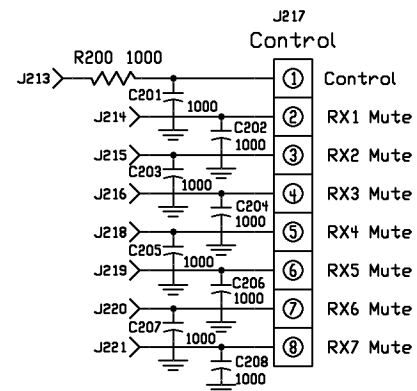 J217
Control
R200 1000
J213
1 Control
C201
1000
J214
2 RX1 Mute
C202
1000
J215
3 RX2 Mute
C203
1000
J216
4 RX3 Mute
C204
1000
J218
5 RX4 Mute
C205
1000
J219
6 RX5 Mute
C206
1000
J220
7 RX6 Mute
C207
1000
J221
8 RX7 Mute
C208
1000